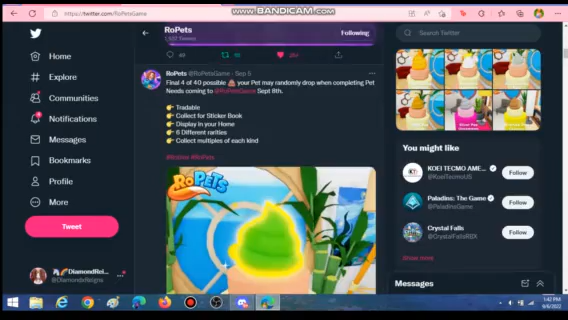 WWW.BANDICAM.COM
https://twitter.com/RoPetsGame
Home
Explore
Communities
Notifications
Messages
Bookmarks
Profile
More
Tweet
@DiamondsReigns
RoPets
Following
RoPets @RoPetsGame · Sep 5
Final 4 of 40 possible 💩 your Pet may randomly drop when completing Pet
Needs coming to @RoPetsGame Sept 8th.
👉 Tradable
👉 Collect for Sticker Book
👉 Display in your Home
👉 6 Different rarities
👉 Collect multiples of each kind
#RoPets
ROPETS
Search Twitter
You might like
KOEI TECMO AME...
@KoeiTecmoUS
Follow
Paladins: The Game
@PaladinsGame
Follow
Crystal Falls
@CrystalFallsRBX
Follow
Show more
Messages
1:42 PM
9/6/2022